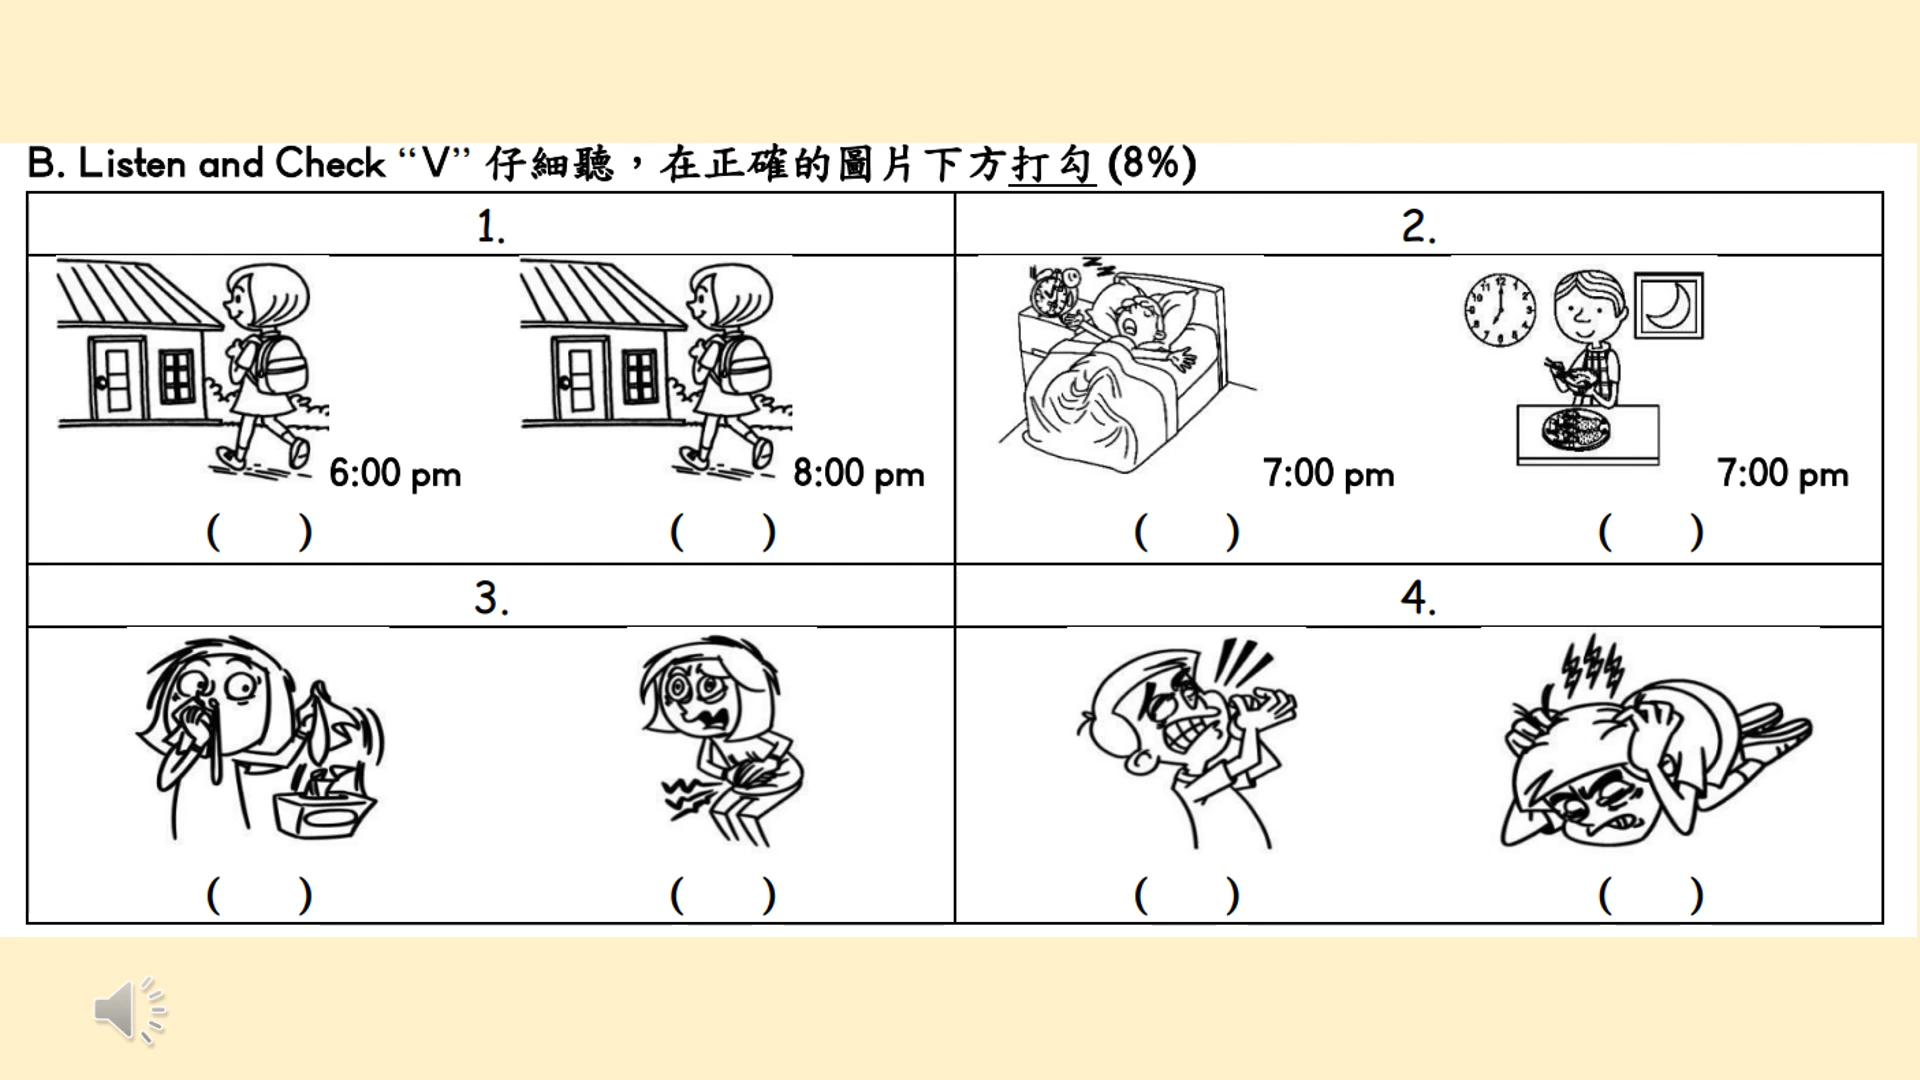 B. Listen and Check “V” 仔細聽，在正確的圖片下方打勾 (8%)
1.
2.
6:00 pm
8:00 pm
7:00 pm
7:00 pm
( )
( )
( )
( )
3.
4.
( )
( )
( )
( )